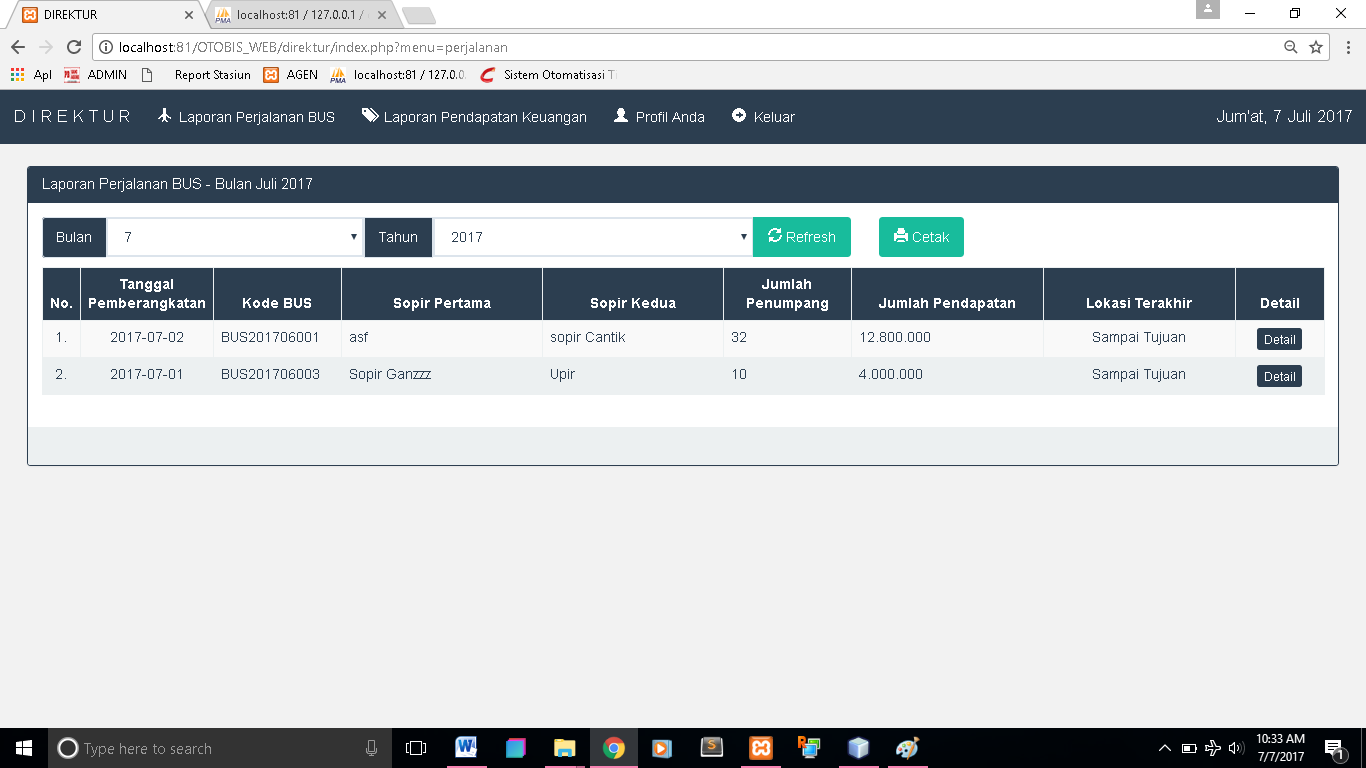 DIREKTUR
localhost:81 / 127.0.0.1 /
localhost:81/OTOBIS_WEB/direktur/index.php?menu=perjalanan
Apl ADMIN Report Stasiun AGEN localhost:81 / 127.0.0. Sistem Otomatisasi
DIREKTUR Laporan Perjalanan BUS Laporan Pendapatan Keuangan Profil Anda Keluar Jum'at, 7 Juli 2017
Laporan Perjalanan BUS - Bulan Juli 2017
Bulan 7 Tahun 2017 Refresh Cetak
No. Tanggal Pemberangkatan Kode BUS Sopir Pertama Sopir Kedua Jumlah Penumpang Jumlah Pendapatan Lokasi Terakhir Detail
1. 2017-07-02 BUS201706001 asf sopir Cantik 32 12.800.000 Sampai Tujuan Detail
2. 2017-07-01 BUS201706003 Sopir Ganzzz Upir 10 4.000.000 Sampai Tujuan Detail
Type here to search
10:33 AM
7/7/2017
1